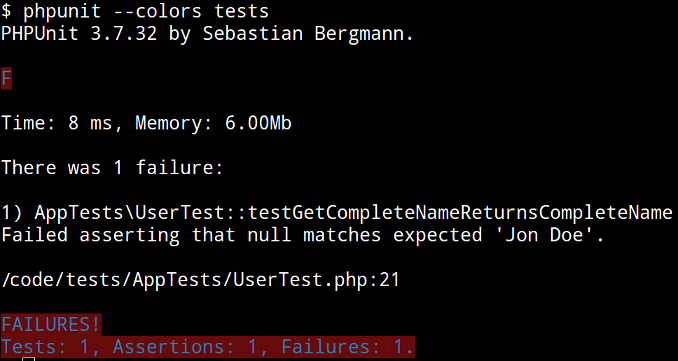 $ phpunit --colors tests
PHPUnit 3.7.32 by Sebastian Bergmann.
F
Time: 8 ms, Memory: 6.00Mb
There was 1 failure:
1) AppTests\UserTest::testGetCompleteNameReturnsCompleteName
Failed asserting that null matches expected 'Jon Doe'.
/code/tests/AppTests/UserTest.php:21
FAILURES!
Tests: 1, Assertions: 1, Failures: 1.